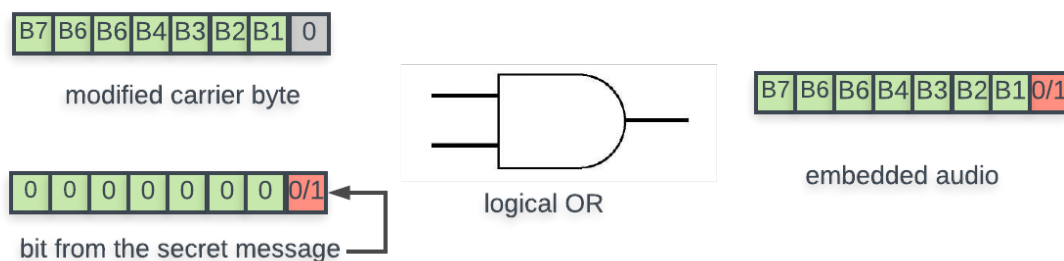 B7 B6 B6 B4 B3 B2 B1 0
modified carrier byte
0 0 0 0 0 0 0 0/1
bit from the secret message
logical OR
B7 B6 B6 B4 B3 B2 B1 0/1
embedded audio